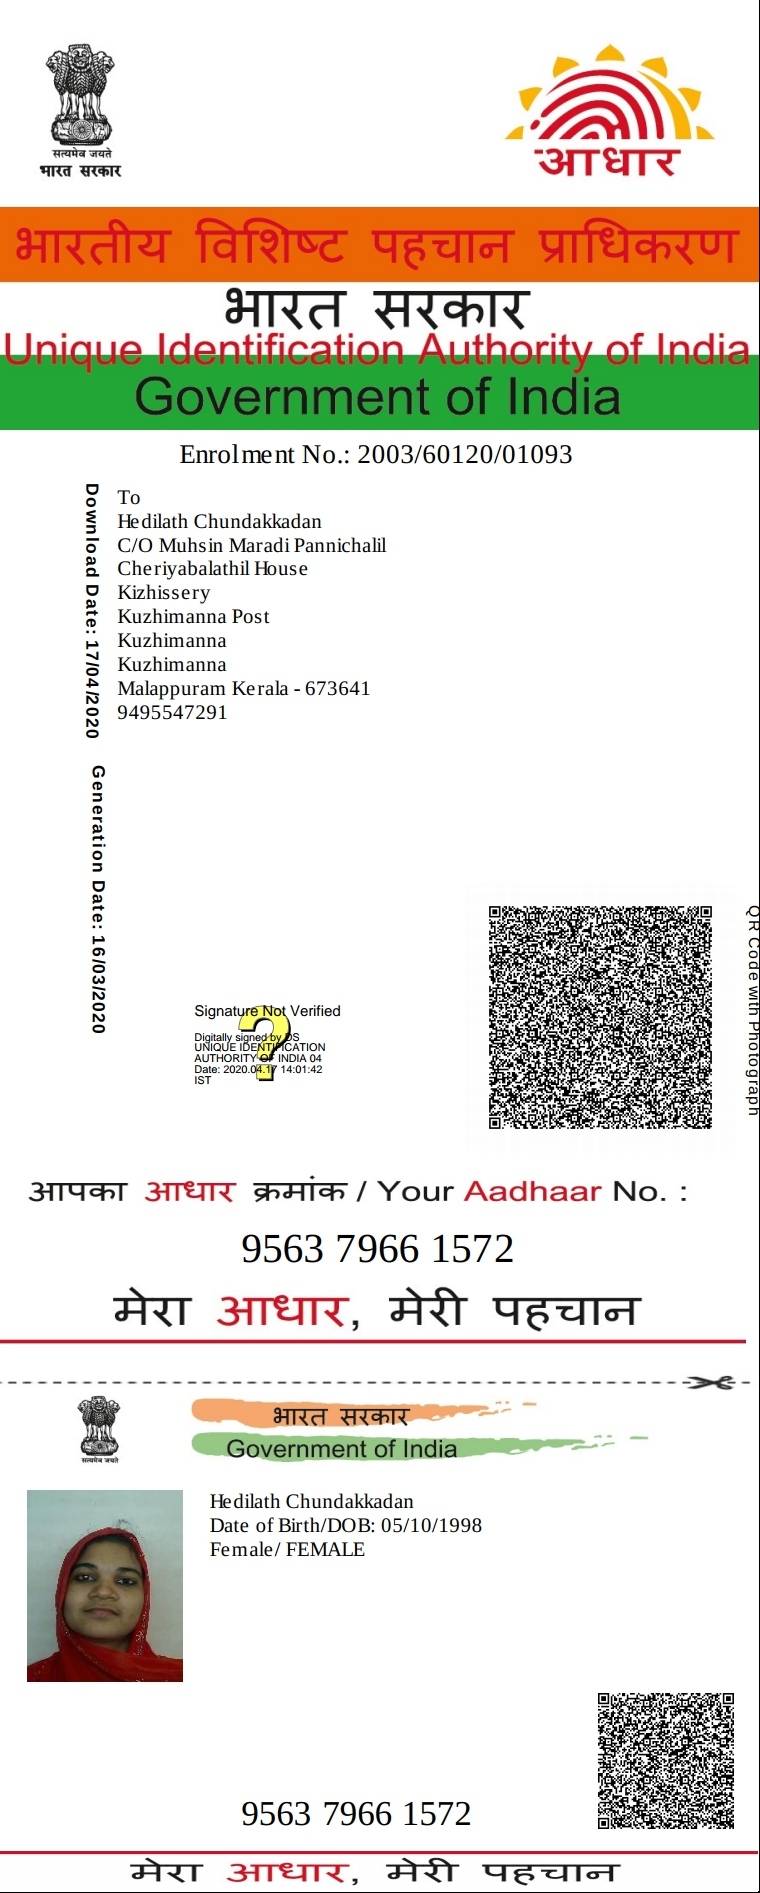 सत्यमेव जयते
भारत सरकार
आधार
भारतीय विशिष्ट पहचान प्राधिकरण
भारत सरकार
Unique Identification Authority of India
Government of India
Enrolment No.: 2003/60120/01093
Download Date: 17/04/2020
To
Hedilath Chundakkadan
C/O Muhsin Maradi Pannichalil
Cheriyabalathil House
Kizhissery
Kuzhimanna Post
Kuzhimanna
Kuzhimanna
Malappuram Kerala - 673641
9495547291
Generation Date: 16/03/2020
QR Code with Photograph
Signature Not Verified
Digitally signed by DS
UNIQUE IDENTIFICATION
AUTHORITY OF INDIA 04
Date: 2020.04.17 14:01:42
IST
आपका आधार क्रमांक / Your Aadhaar No. :
9563 7966 1572
मेरा आधार, मेरी पहचान
सत्यमेव जयते
भारत सरकार
Government of India
Hedilath Chundakkadan
Date of Birth/DOB: 05/10/1998
Female/ FEMALE
9563 7966 1572
मेरा आधार, मेरी पहचान